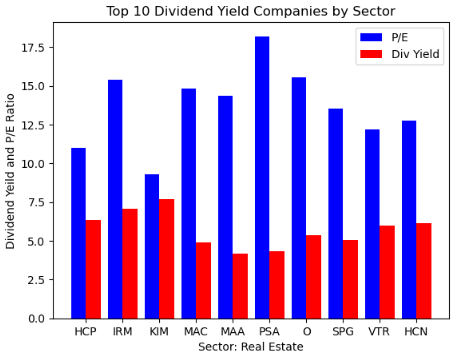 Top 10 Dividend Yield Companies by Sector
P/E
Div Yield
Dividend Yeild and P/E Ratio
17.5
15.0
12.5
10.0
7.5
5.0
2.5
0.0
HCP IRM KIM MAC MAA PSA O SPG VTR HCN
Sector: Real Estate